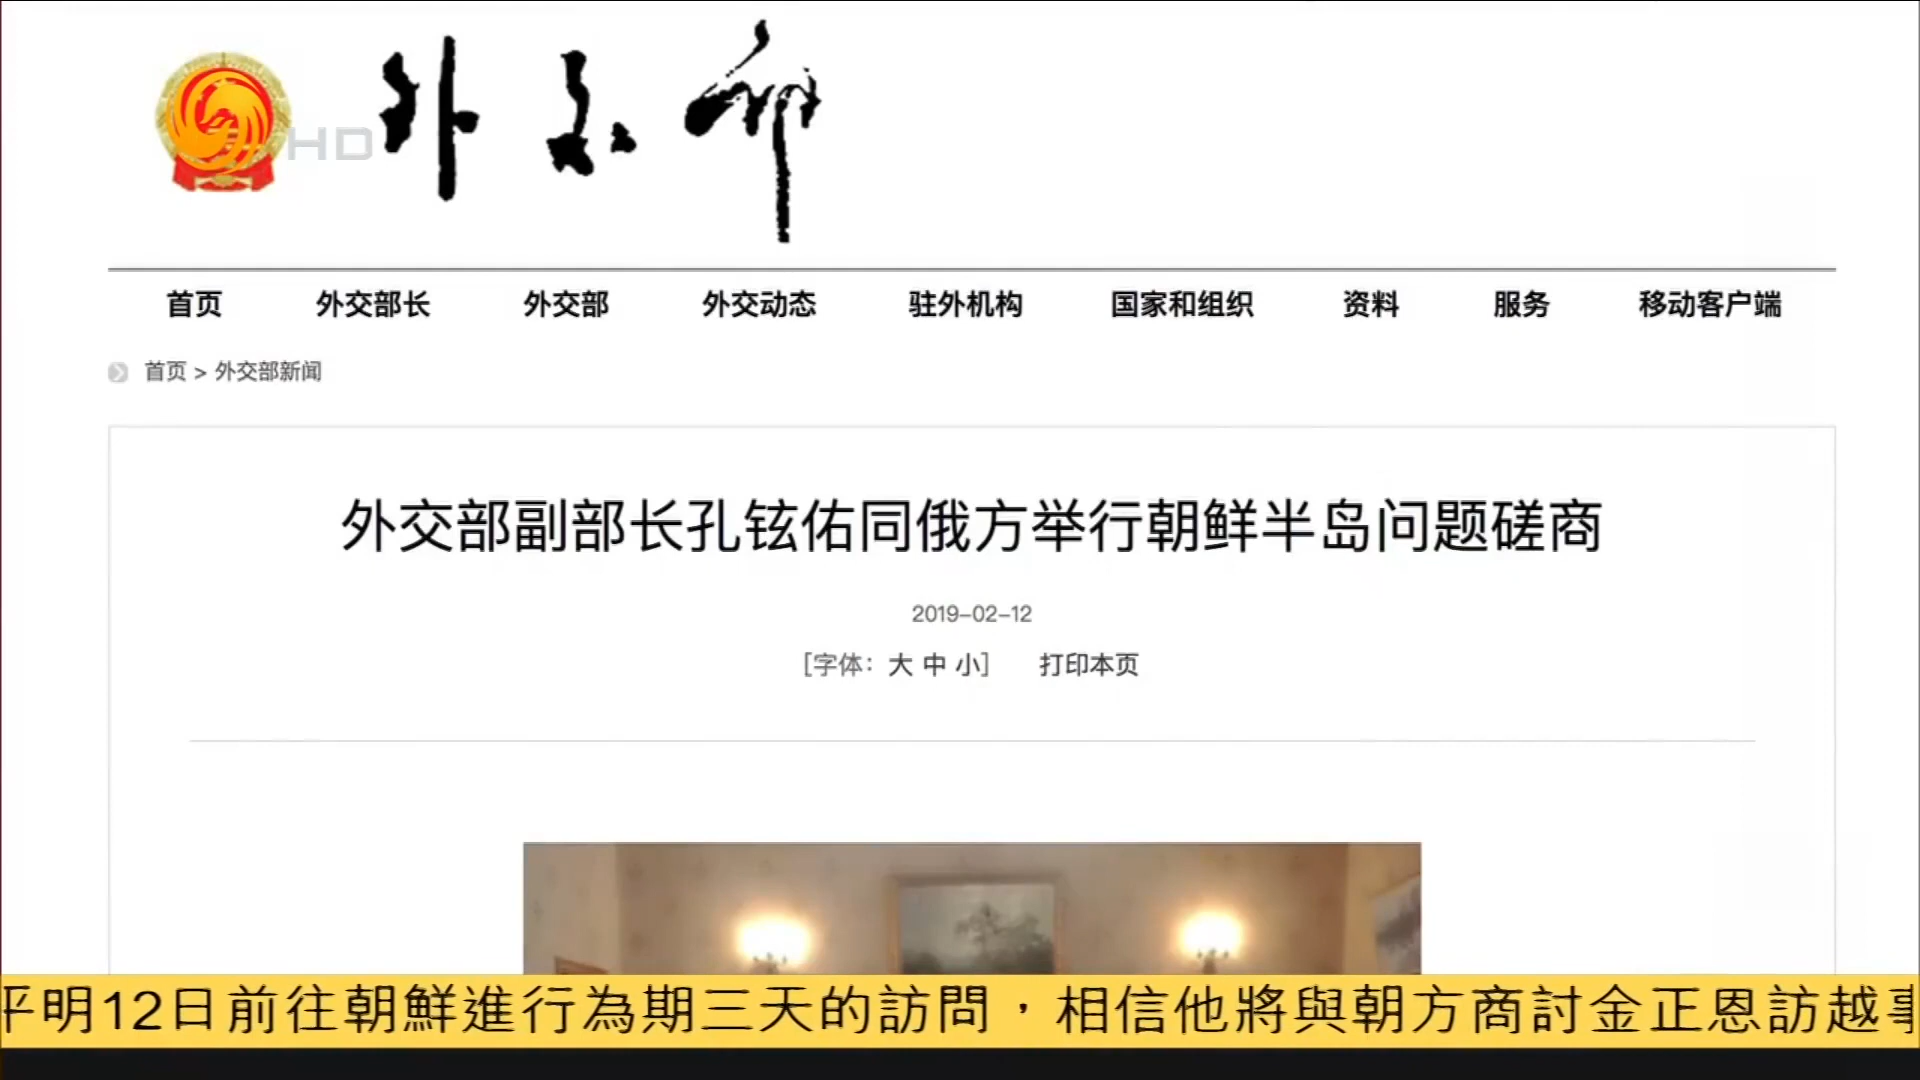 外交部
HD
首页 外交部长 外交部 外交动态 驻外机构 国家和组织 资料 服务 移动客户端
首页 > 外交部新闻
外交部副部长孔铉佑同俄方举行朝鲜半岛问题磋商
2019-02-12
[字体：大 中 小] 打印本页
平明12日前往朝鮮進行為期三天的訪問，相信他將與朝方商討金正恩訪越事